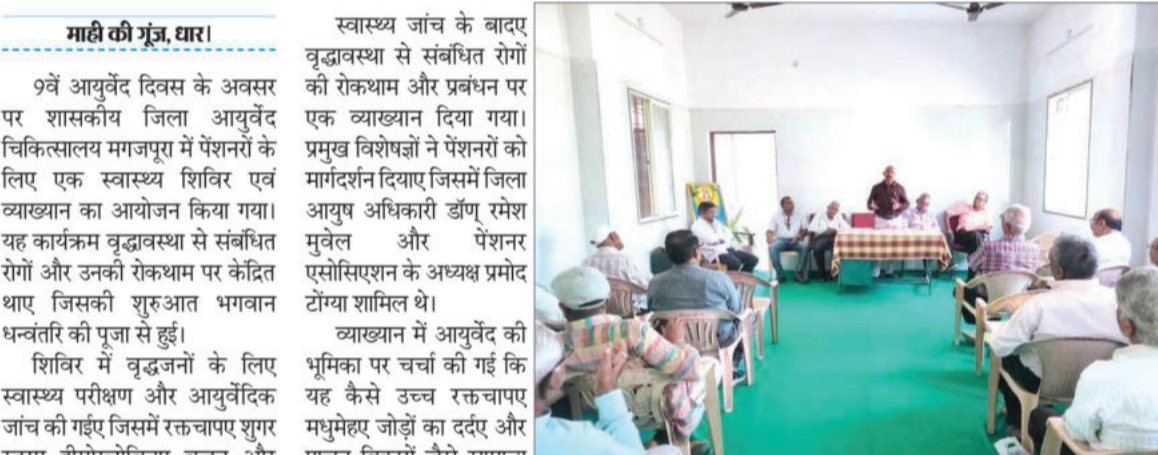 माही की गूंज, धार।
9वें आयुर्वेद दिवस के अवसर
पर शासकीय जिला आयुर्वेद
चिकित्सालय मगजपूरा में पेंशनरों के
लिए एक स्वास्थ्य शिविर एवं
व्याख्यान का आयोजन किया गया।
यह कार्यक्रम वृद्धावस्था से संबंधित
रोगों और उनकी रोकथाम पर केंद्रित
थाए जिसकी शुरुआत भगवान
धन्वंतरि की पूजा से हुई।
शिविर में वृद्धजनों के लिए
स्वास्थ्य परीक्षण और आयुर्वेदिक
जांच की गईए जिसमें रक्तचापए शुगर
स्वास्थ्य जांच के बादए
वृद्धावस्था से संबंधित रोगों
की रोकथाम और प्रबंधन पर
एक व्याख्यान दिया गया।
प्रमुख विशेषज्ञों ने पेंशनरों को
मार्गदर्शन दियाए जिसमें जिला
आयुष अधिकारी डॉण् रमेश
मुवेल और पेंशनर
एसोसिएशन के अध्यक्ष प्रमोद
टोंग्या शामिल थे।
व्याख्यान में आयुर्वेद की
भूमिका पर चर्चा की गई कि
यह कैसे उच्च रक्तचापए
मधुमेहए जोड़ों का दर्दए और